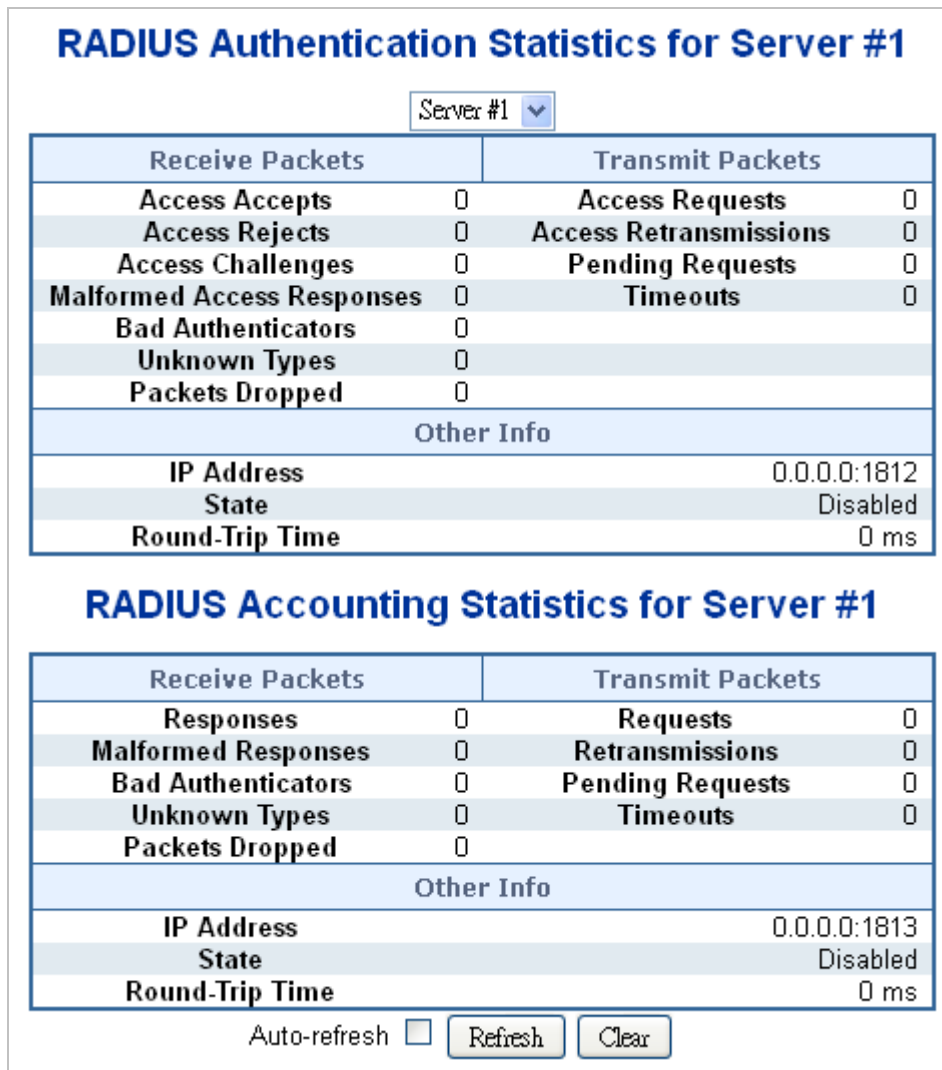 RADIUS Authentication Statistics for Server #1
Server #1
Receive Packets Transmit Packets
Access Accepts 0 Access Requests 0
Access Rejects 0 Access Retransmissions 0
Access Challenges 0 Pending Requests 0
Malformed Access Responses 0 Timeouts 0
Bad Authenticators 0
Unknown Types 0
Packets Dropped 0
Other Info
IP Address 0.0.0.0:1812
State Disabled
Round-Trip Time 0 ms
RADIUS Accounting Statistics for Server #1
Receive Packets Transmit Packets
Responses 0 Requests 0
Malformed Responses 0 Retransmissions 0
Bad Authenticators 0 Pending Requests 0
Unknown Types 0 Timeouts 0
Packets Dropped 0
Other Info
IP Address 0.0.0.0:1813
State Disabled
Round-Trip Time 0 ms
Auto-refresh Refresh Clear